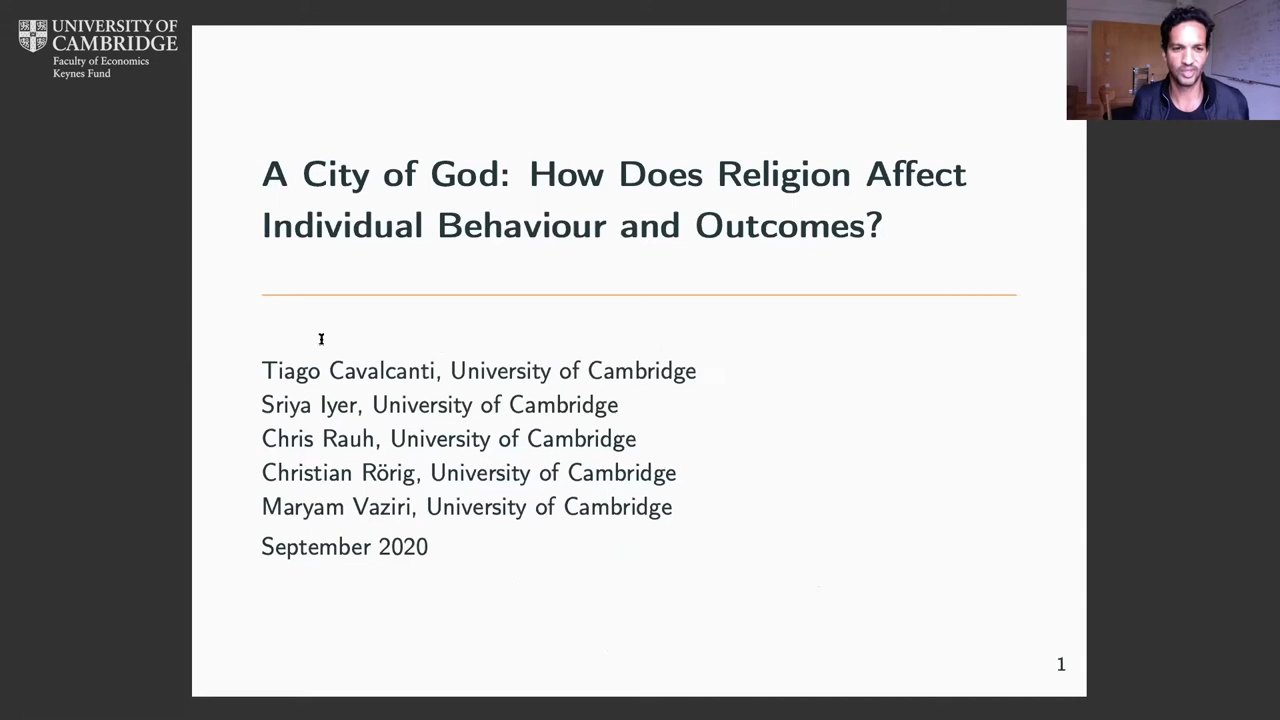 UNIVERSITY OF
CAMBRIDGE
Faculty of Economics
Keynes Fund
A City of God: How Does Religion Affect
Individual Behaviour and Outcomes?
Tiago Cavalcanti, University of Cambridge
Sriya Iyer, University of Cambridge
Chris Rauh, University of Cambridge
Christian Rörig, University of Cambridge
Maryam Vaziri, University of Cambridge
September 2020
1